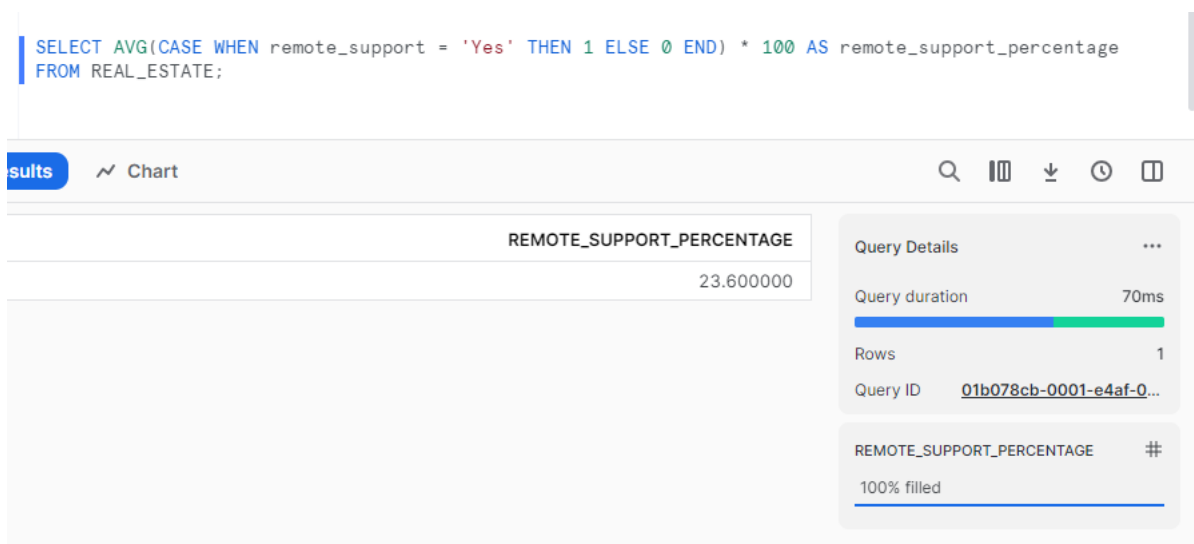 SELECT AVG(CASE WHEN remote_support = 'Yes' THEN 1 ELSE 0 END) * 100 AS remote_support_percentage
FROM REAL_ESTATE;
sults
Chart
REMOTE_SUPPORT_PERCENTAGE
23.600000
Query Details
...
Query duration 70ms
Rows 1
Query ID 01b078cb-0001-e4af-0...
REMOTE_SUPPORT_PERCENTAGE #
100% filled